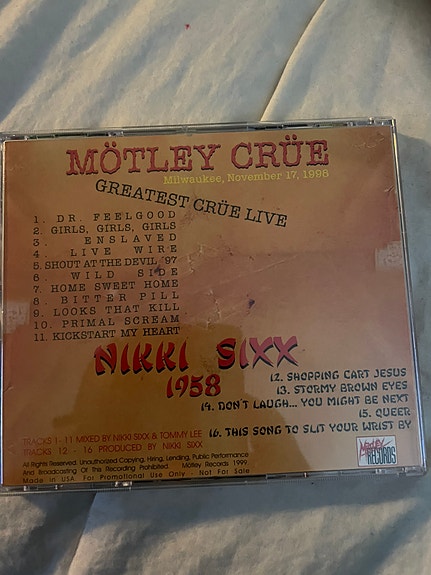 MÖTLEY CRÜE
Milwaukee, November 17, 1998
GREATEST CRÜE LIVE
1. DR. FEELGOOD
2. GIRLS, GIRLS, GIRLS
3. ENSLAVED
4. LIVE WIRE
5. SHOUT AT THE DEVIL '97
6. WILD SIDE
7. HOME SWEET HOME
8. BITTER PILL
9. LOOKS THAT KILL
10. PRIMAL SCREAM
11. KICKSTART MY HEART
NIKKI SIXX
1958
12. SHOPPING CART JESUS
13. STORMY BROWN EYES
14. DON'T LAUGH... YOU MIGHT BE NEXT
15. QUEER
16. THIS SONG TO SLIT YOUR WRIST BY
TRACKS 1-11 MIXED BY NIKKI SIXX & TOMMY LEE
TRACKS 12 - 16 PRODUCED BY NIKKI SIXX
All Rights Reserved. Unauthorized Copying, Hiring, Lending, Public Performance
And Broadcasting Of This Recording Prohibited. Mötley Records 1999.
Made in USA. For Promotional Use Only - Not For Sale
Mötley
RECORDS